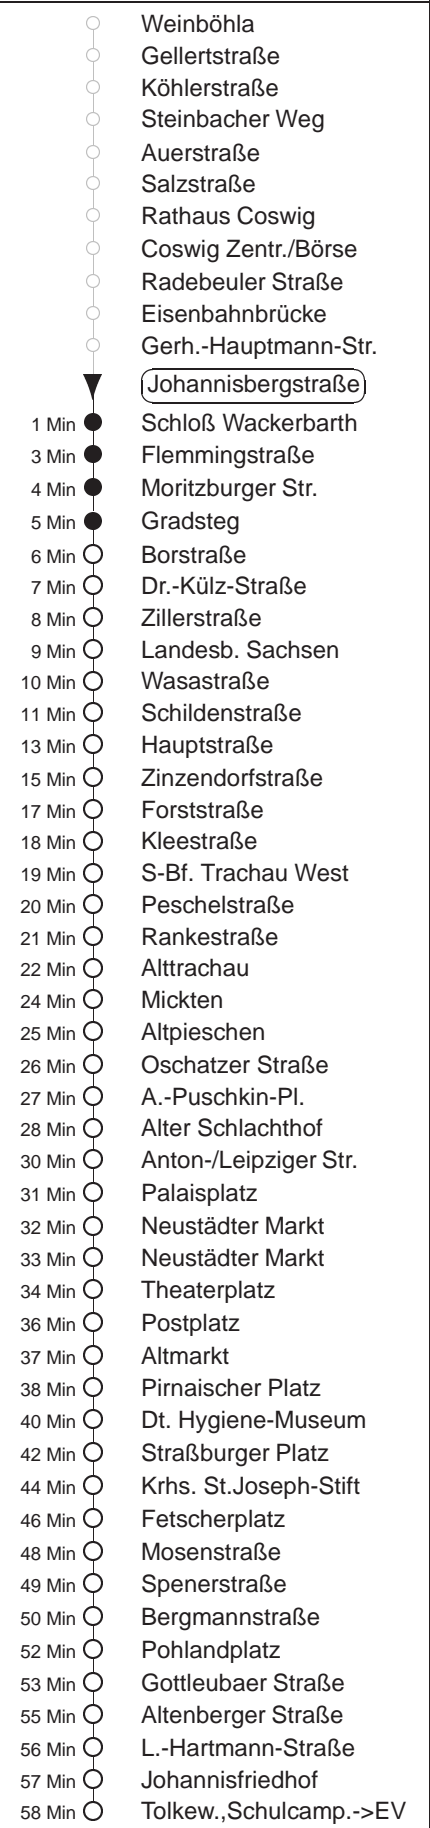 Weinböhla
Gellertstraße
Köhlerstraße
Steinbacher Weg
Auerstraße
Salzstraße
Rathaus Coswig
Coswig Zentr./Börse
Radebeuler Straße
Eisenbahnbrücke
Gerh.-Hauptmann-Str.
Johannisbergstraße
1 Min Schloß Wackerbarth
3 Min Flemmingstraße
4 Min Moritzburger Str.
5 Min Gradsteg
6 Min Borstraße
7 Min Dr.-Külz-Straße
8 Min Zillerstraße
9 Min Landesb. Sachsen
10 Min Wasastraße
11 Min Schildenstraße
13 Min Hauptstraße
15 Min Zinzendorfstraße
17 Min Forststraße
18 Min Kleestraße
19 Min S-Bf. Trachau West
20 Min Peschelstraße
21 Min Rankestraße
22 Min Alttrachau
24 Min Mickten
25 Min Altpieschen
26 Min Oschatzer Straße
27 Min A.-Puschkin-Pl.
28 Min Alter Schlachthof
30 Min Anton-/Leipziger Str.
31 Min Palaisplatz
32 Min Neustädter Markt
33 Min Neustädter Markt
34 Min Theaterplatz
36 Min Postplatz
37 Min Altmarkt
38 Min Pirnaischer Platz
40 Min Dt. Hygiene-Museum
42 Min Straßburger Platz
44 Min Krhs. St.Joseph-Stift
46 Min Fetscherplatz
48 Min Mosenstraße
49 Min Spenerstraße
50 Min Bergmannstraße
52 Min Pohlandplatz
53 Min Gottleubaer Straße
55 Min Altenberger Straße
56 Min L.-Hartmann-Straße
57 Min Johannisfriedhof
58 Min Tolkew.,Schulcamp.->EV